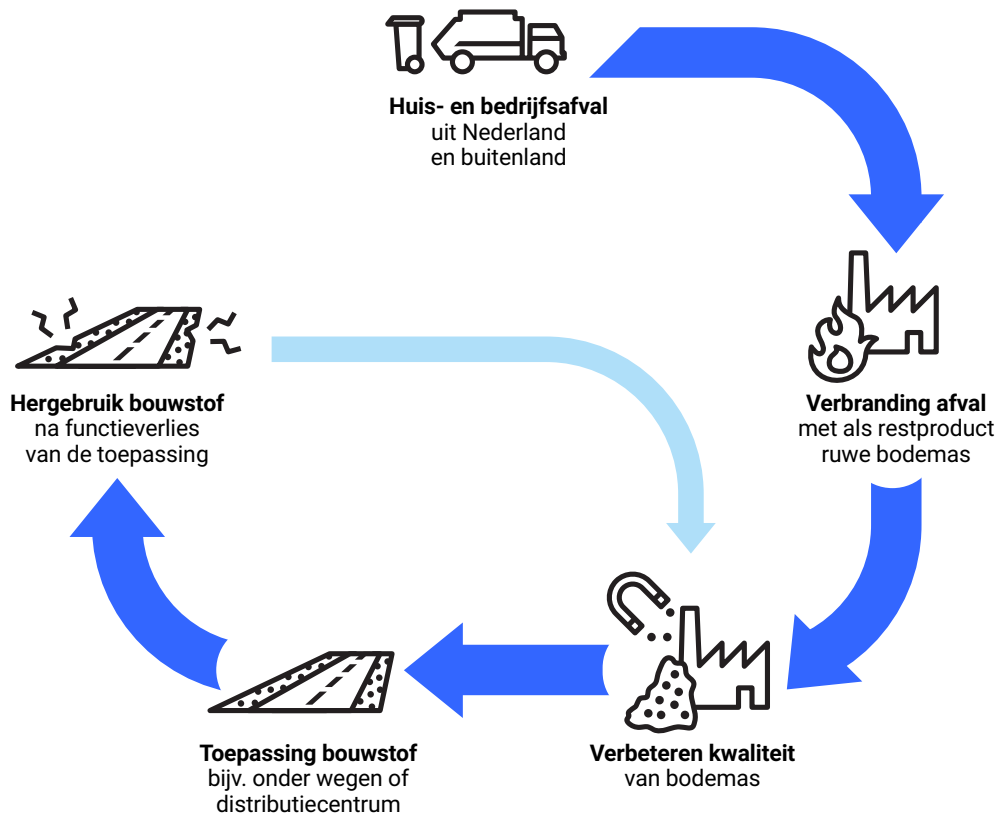 Huis- en bedrijfsafval
uit Nederland
en buitenland
Verbranding afval
met als restproduct
ruwe bodemas
Verbeteren kwaliteit
van bodemas
Toepassing bouwstof
bijv. onder wegen of
distributiecentrum
Hergebruik bouwstof
na functieverlies
van de toepassing